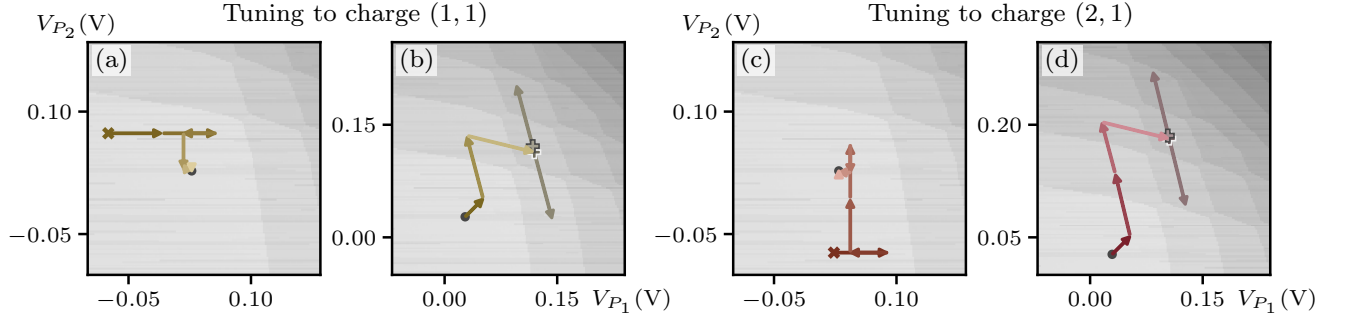 Tuning to charge (1, 1)
Tuning to charge (2, 1)
V_{P_2}(V)
(a)
0.10
−0.05
−0.05
0.10
(b)
0.15
0.00
0.00
0.15
V_{P_1}(V)
V_{P_2}(V)
(c)
0.10
−0.05
−0.05
0.10
(d)
0.20
0.05
0.00
0.15
V_{P_1}(V)